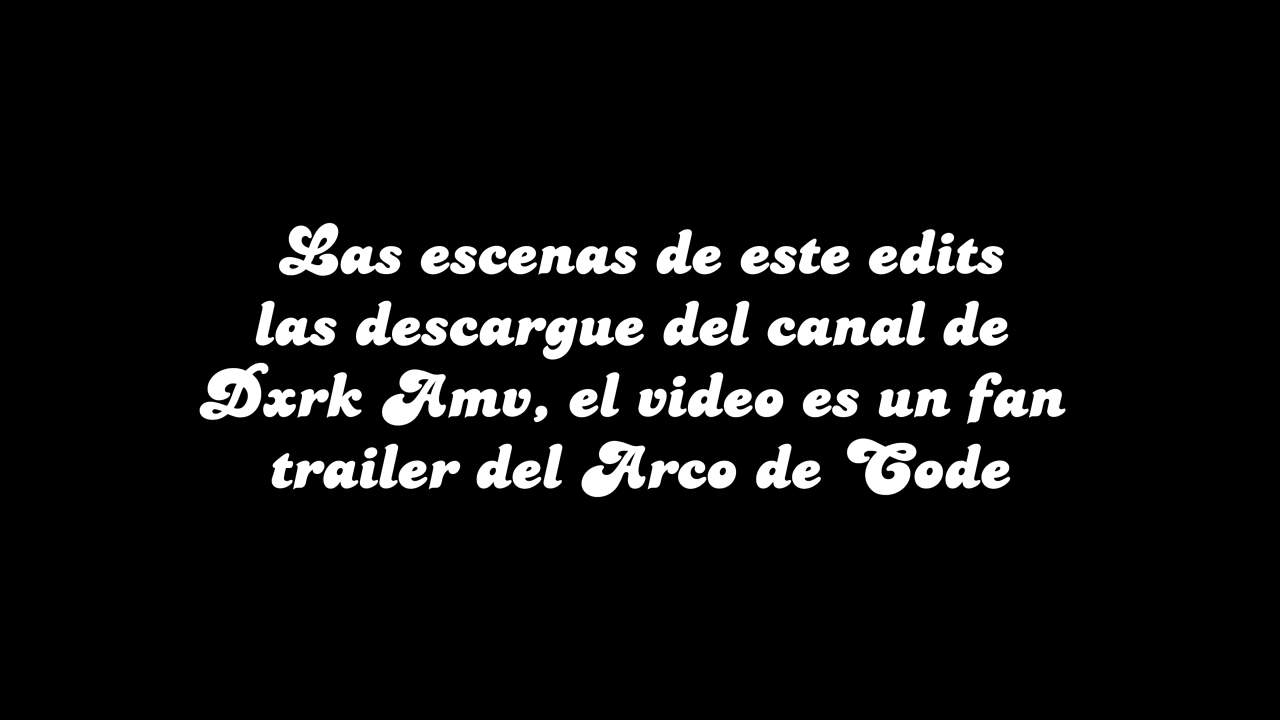 Las escenas de este edits
las descargue del canal de
Dxrk Amv, el video es un fan
trailer del Arco de Code